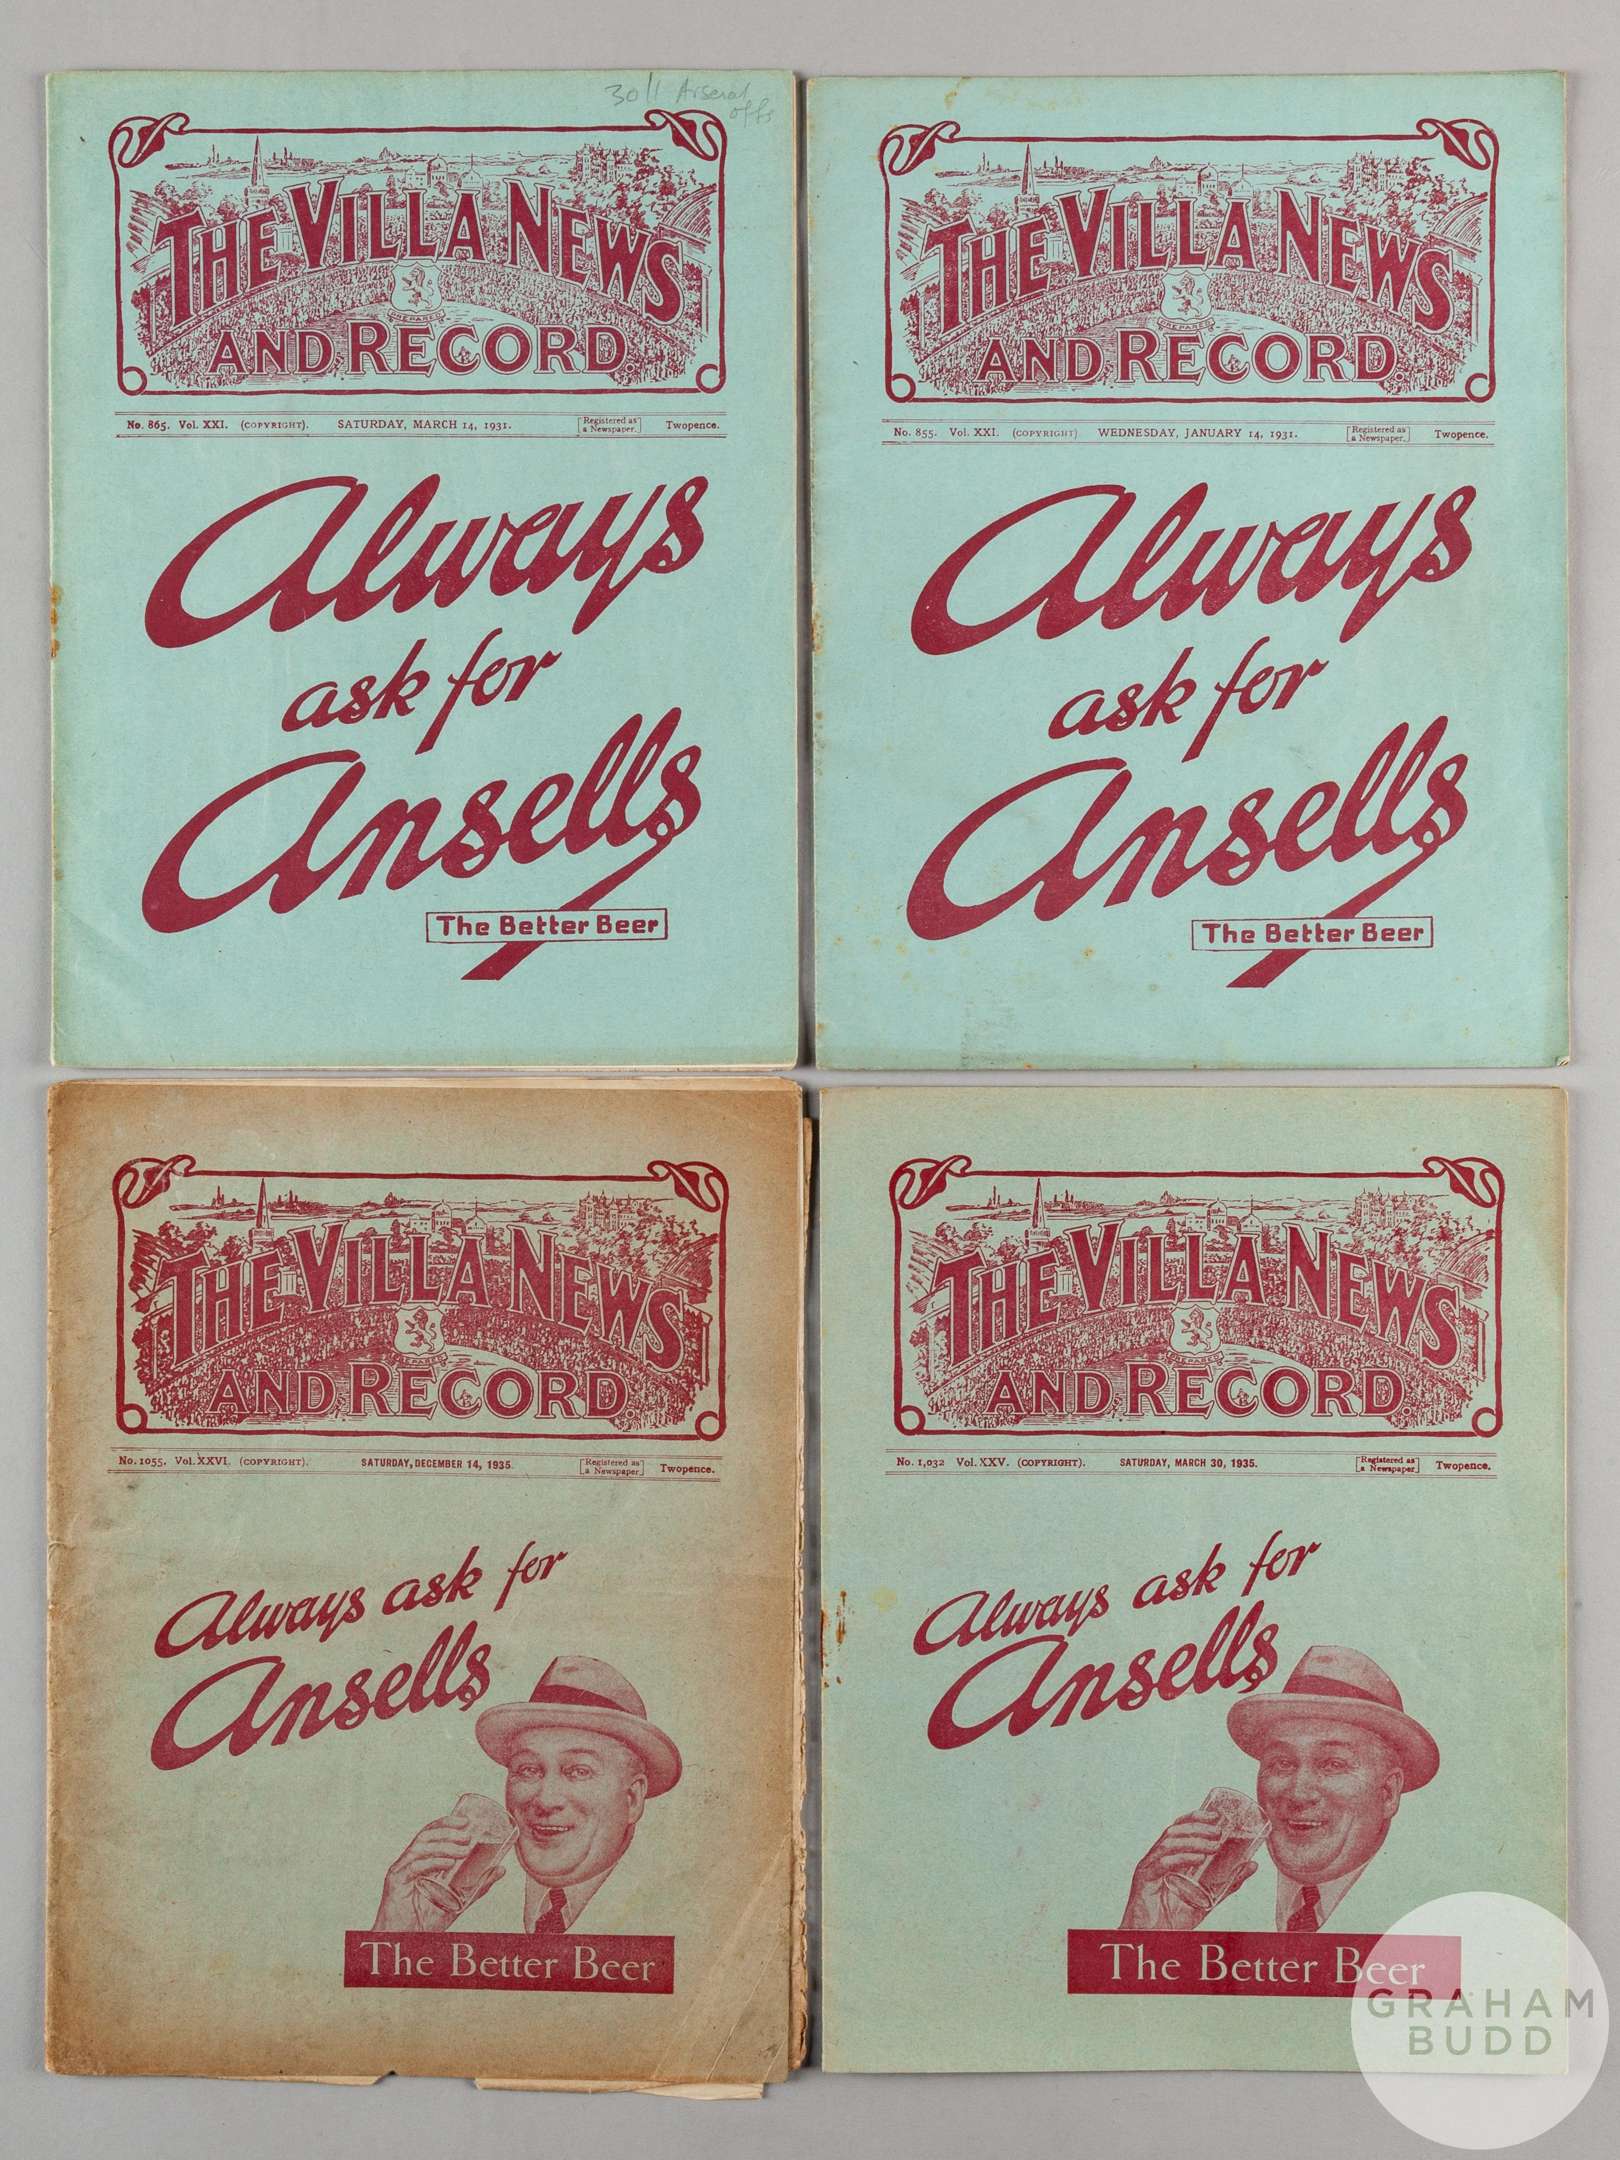 30/1 Arsenal
offs
THE VILLA NEWS
PREPARED
AND RECORD.
No. 865. Vol. XXI. (COPYRIGHT). SATURDAY, MARCH 14, 1931. [Registered as a Newspaper.] Twopence.
Always
ask for
Ansells
The Better Beer
THE VILLA NEWS
PREPARED
AND RECORD.
No. 855. Vol. XXI. (COPYRIGHT) WEDNESDAY, JANUARY 14, 1931. [Registered as a Newspaper.] Twopence.
Always
ask for
Ansells
The Better Beer
THE VILLA NEWS
PREPARED
AND RECORD.
No. 1055. Vol. XXVI. (COPYRIGHT). SATURDAY, DECEMBER 14, 1935. [Registered as a Newspaper] Twopence.
Always ask for
Ansells
The Better Beer
THE VILLA NEWS
PREPARED
AND RECORD.
No. 1,032 Vol. XXV. (COPYRIGHT). SATURDAY, MARCH 30, 1935. [Registered as a Newspaper] Twopence.
Always ask for
Ansells
The Better Beer
GRAHAM
BUDD